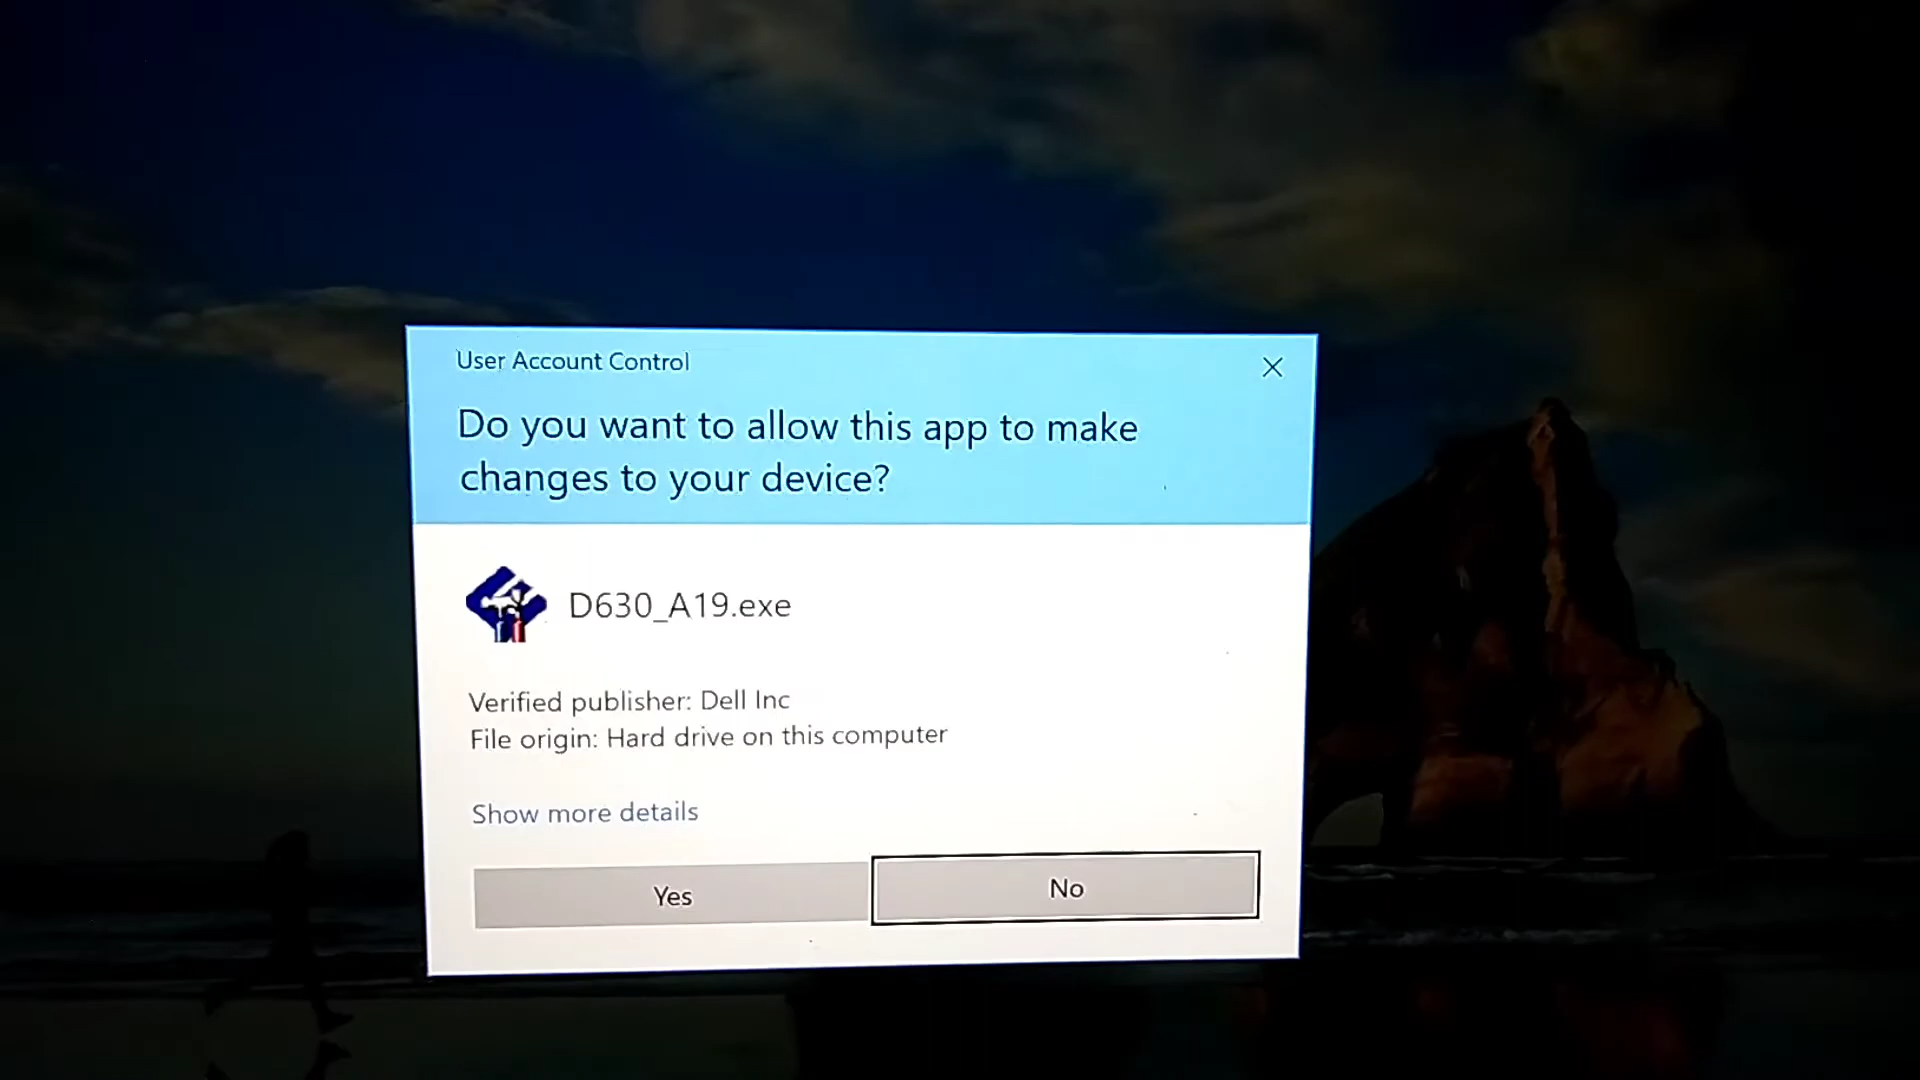 User Account Control
Do you want to allow this app to make
changes to your device?
D630_A19.exe
Verified publisher: Dell Inc
File origin: Hard drive on this computer
Show more details
Yes
No